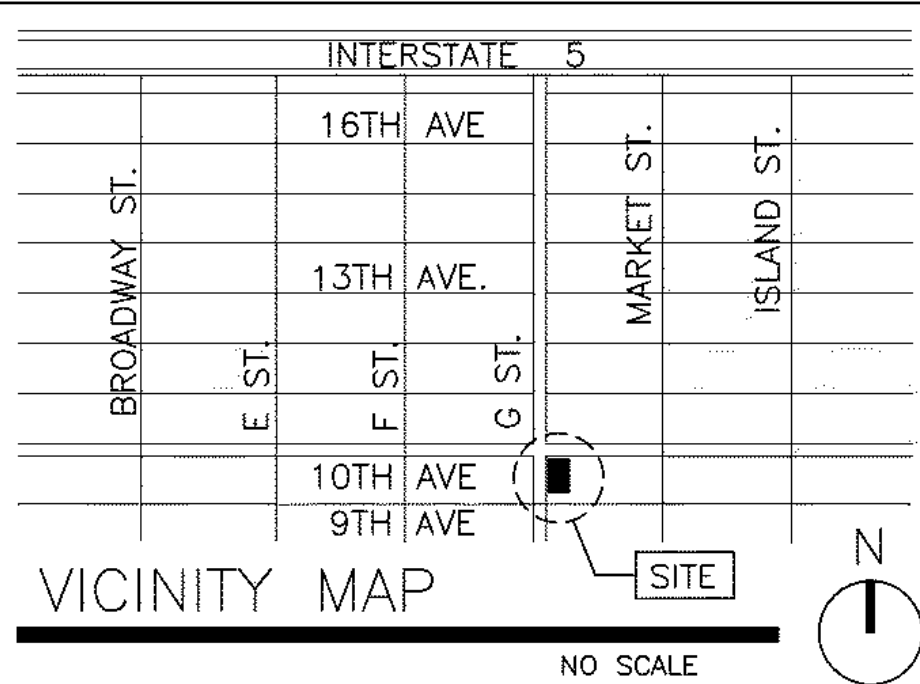 INTERSTATE 5
16TH AVE
MARKET ST.
ISLAND ST.
BROADWAY ST.
13TH AVE.
E ST.
F ST.
G ST.
10TH AVE
9TH AVE
SITE
N
VICINITY MAP
NO SCALE